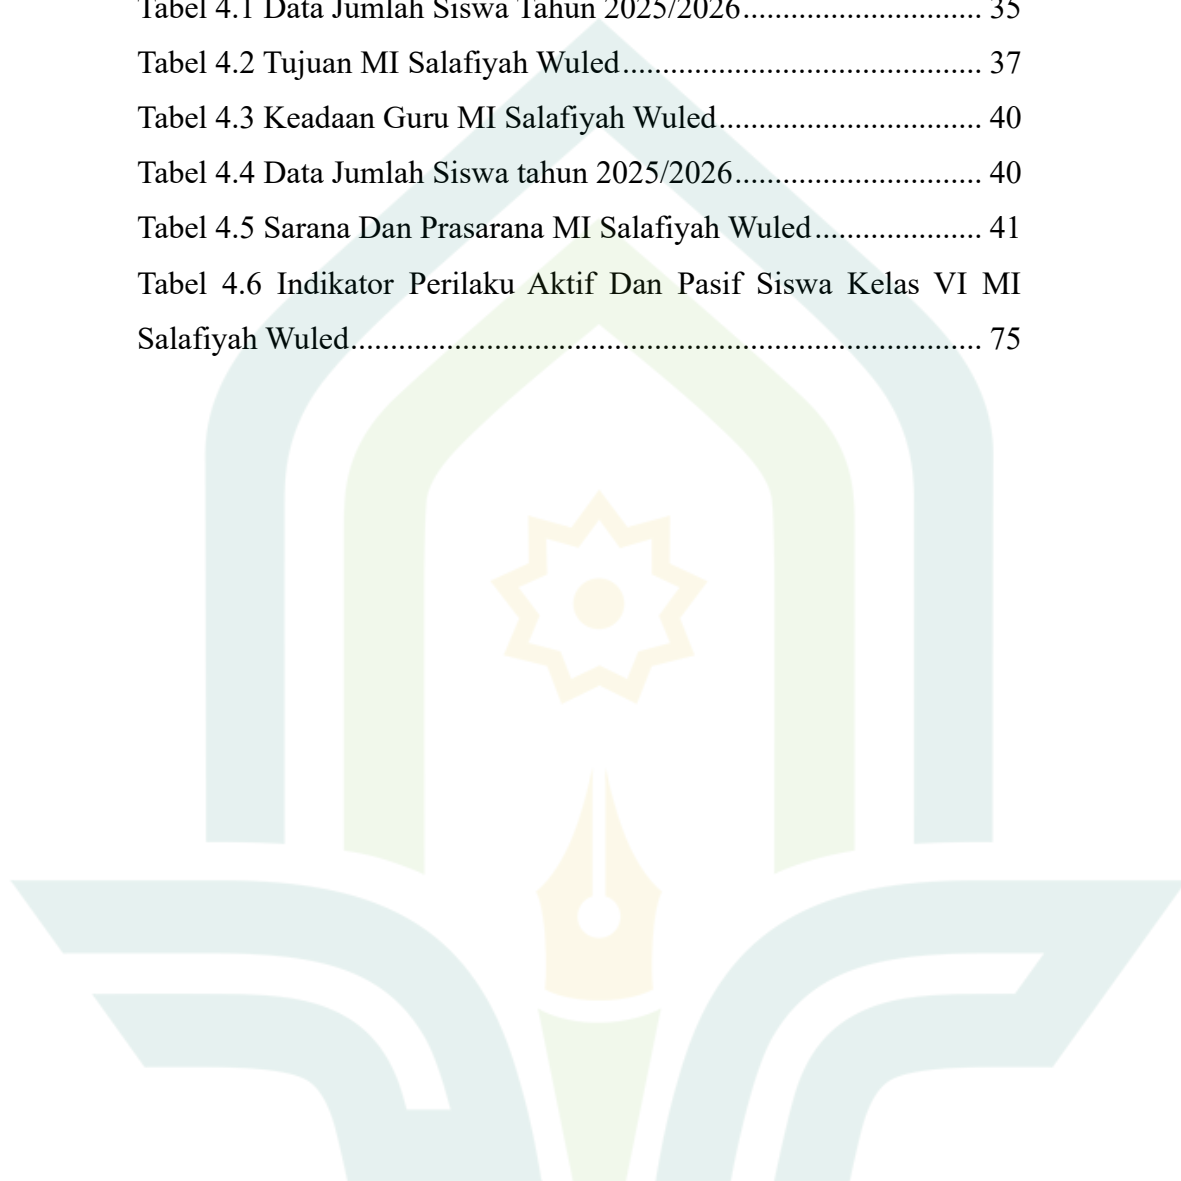 Tabel 4.1 Data Jumlah Siswa Tahun 2025/2026.............................. 35
Tabel 4.2 Tujuan MI Salafiyah Wuled............................................. 37
Tabel 4.3 Keadaan Guru MI Salafiyah Wuled................................. 40
Tabel 4.4 Data Jumlah Siswa tahun 2025/2026............................... 40
Tabel 4.5 Sarana Dan Prasarana MI Salafiyah Wuled..................... 41
Tabel 4.6 Indikator Perilaku Aktif Dan Pasif Siswa Kelas VI MI
Salafiyah Wuled............................................................................... 75